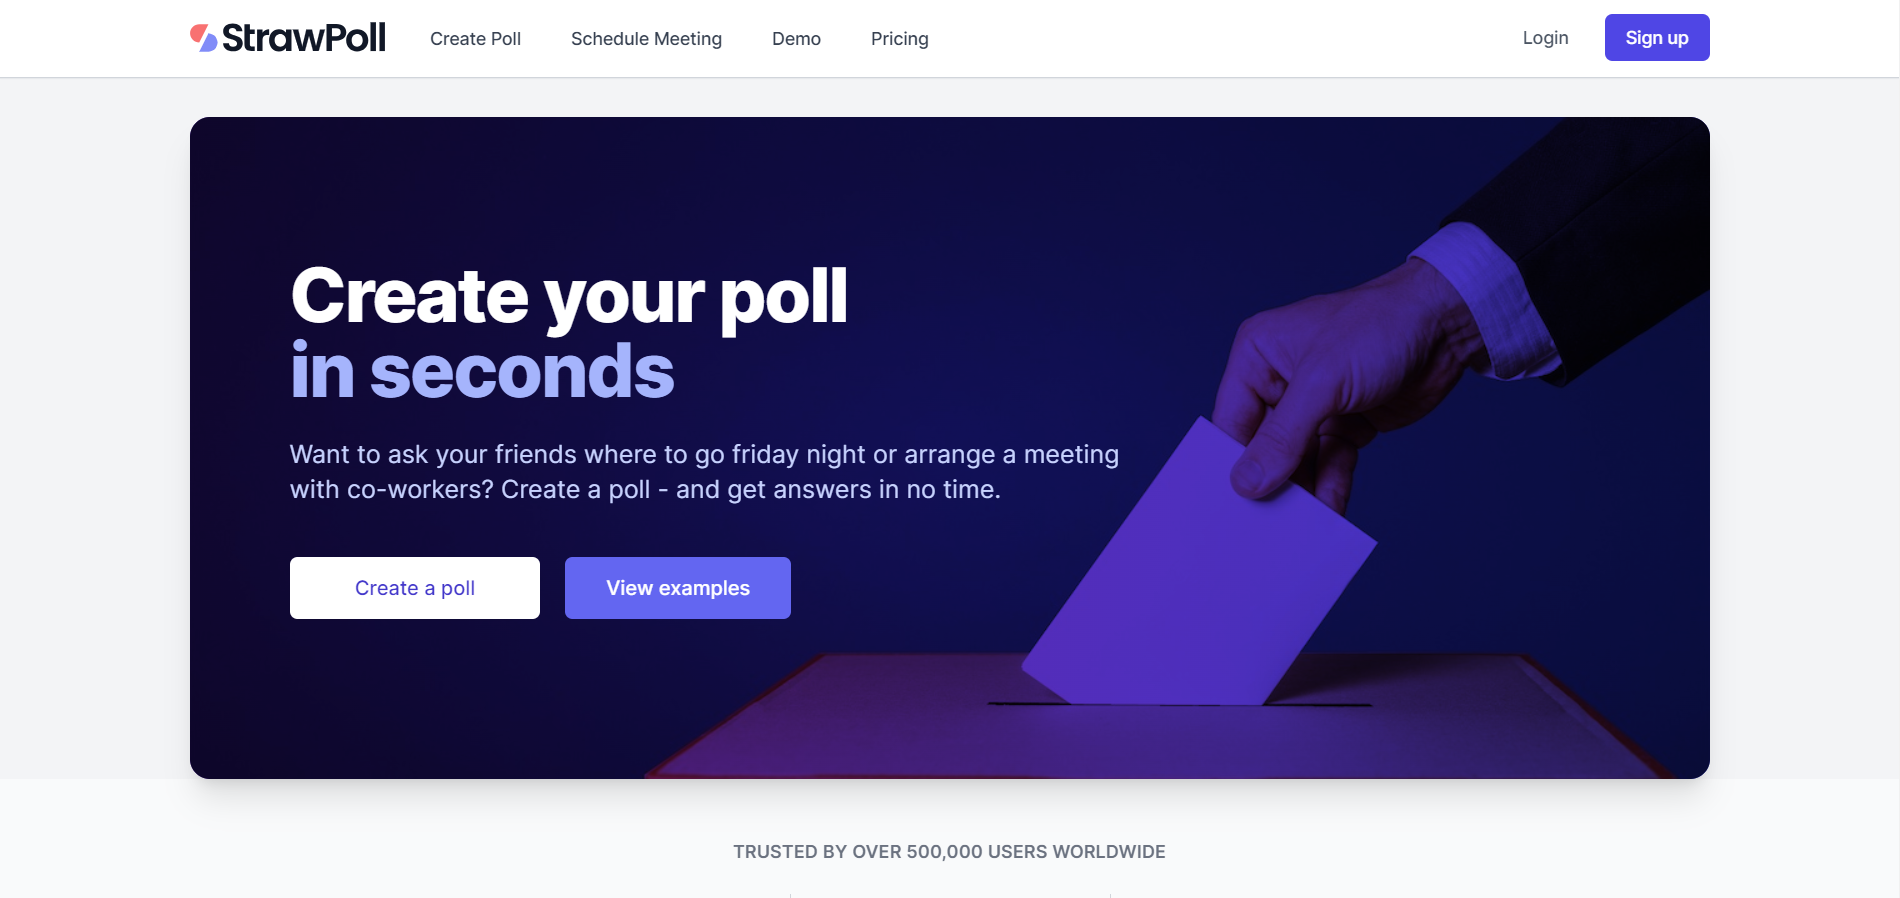 StrawPoll
Create Poll
Schedule Meeting
Demo
Pricing
Login
Sign up
Create your poll
in seconds
Want to ask your friends where to go friday night or arrange a meeting
with co-workers? Create a poll - and get answers in no time.
Create a poll
View examples
TRUSTED BY OVER 500,000 USERS WORLDWIDE